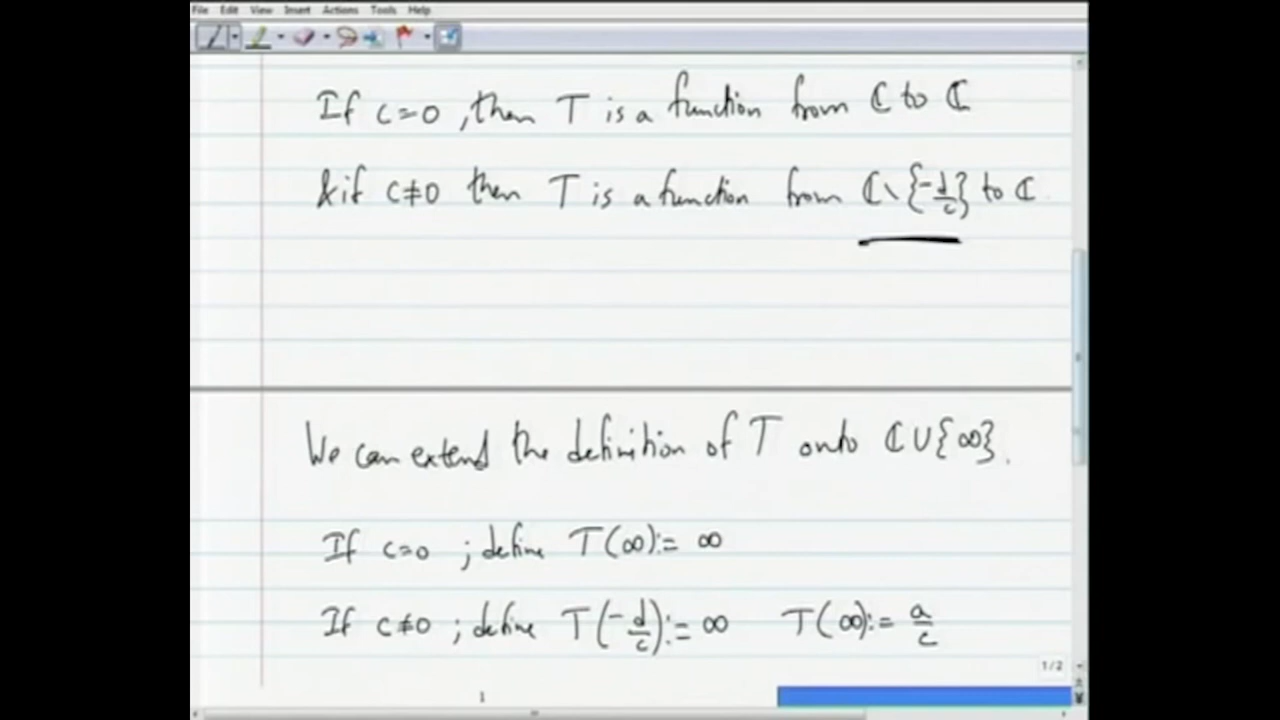 File Edit View Insert Actions Tools Help
If c=0, then T is a function from ℂ to ℂ
& if c≠0 then T is a function from ℂ\{-d/c} to ℂ.
We can extend the definition of T onto ℂ∪{∞}.
If c=0 ; define T(∞):= ∞
If c≠0 ; define T(-d/c):= ∞ T(∞):= a/c
1/2
1